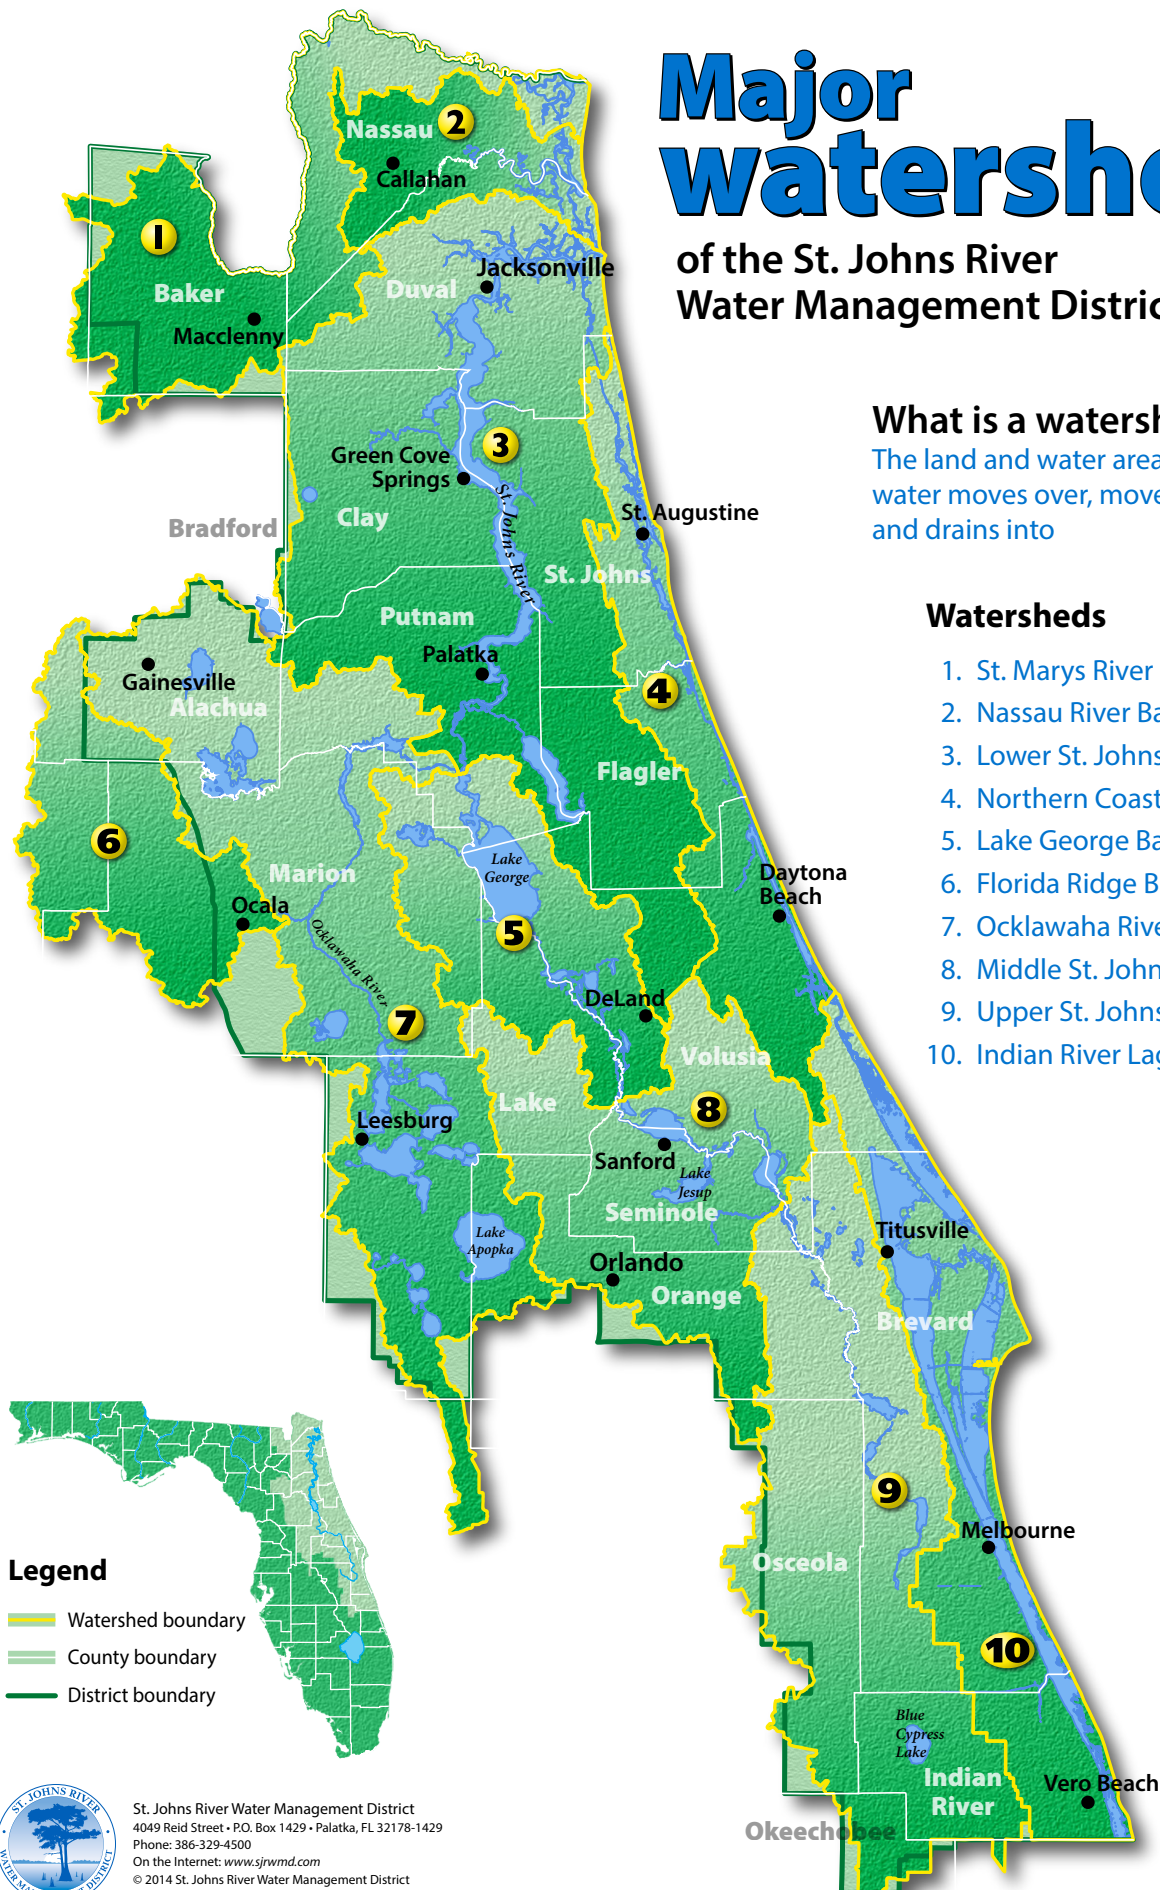 Major
watershe
of the St. Johns River
Water Management Distric
What is a watersh
The land and water area
water moves over, move
and drains into
Watersheds
1. St. Marys River
2. Nassau River Ba
3. Lower St. Johns
4. Northern Coast
5. Lake George Ba
6. Florida Ridge B
7. Ocklawaha Rive
8. Middle St. John
9. Upper St. Johns
10. Indian River Lag
Nassau
2
Callahan
1
Baker
Macclenny
Duval
Jacksonville
3
Green Cove
Springs
St. Johns River
Clay
Bradford
St. Augustine
St. Johns
Putnam
Palatka
Gainesville
Alachua
4
Flagler
6
Marion
Ocala
Ocklawaha River
Lake
George
5
Daytona
Beach
DeLand
7
Volusia
Lake
8
Leesburg
Sanford
Lake
Jesup
Seminole
Lake
Apopka
Orlando
Orange
Titusville
Brevard
9
Melbourne
Osceola
10
Blue
Cypress
Lake
Indian
River
Vero Beach
Okeechobee
Legend
Watershed boundary
County boundary
District boundary
ST. JOHNS RIVER
WATER MANAGEMENT DISTRICT
St. Johns River Water Management District
4049 Reid Street • P.O. Box 1429 • Palatka, FL 32178-1429
Phone: 386-329-4500
On the Internet: www.sjrwmd.com
© 2014 St. Johns River Water Management District